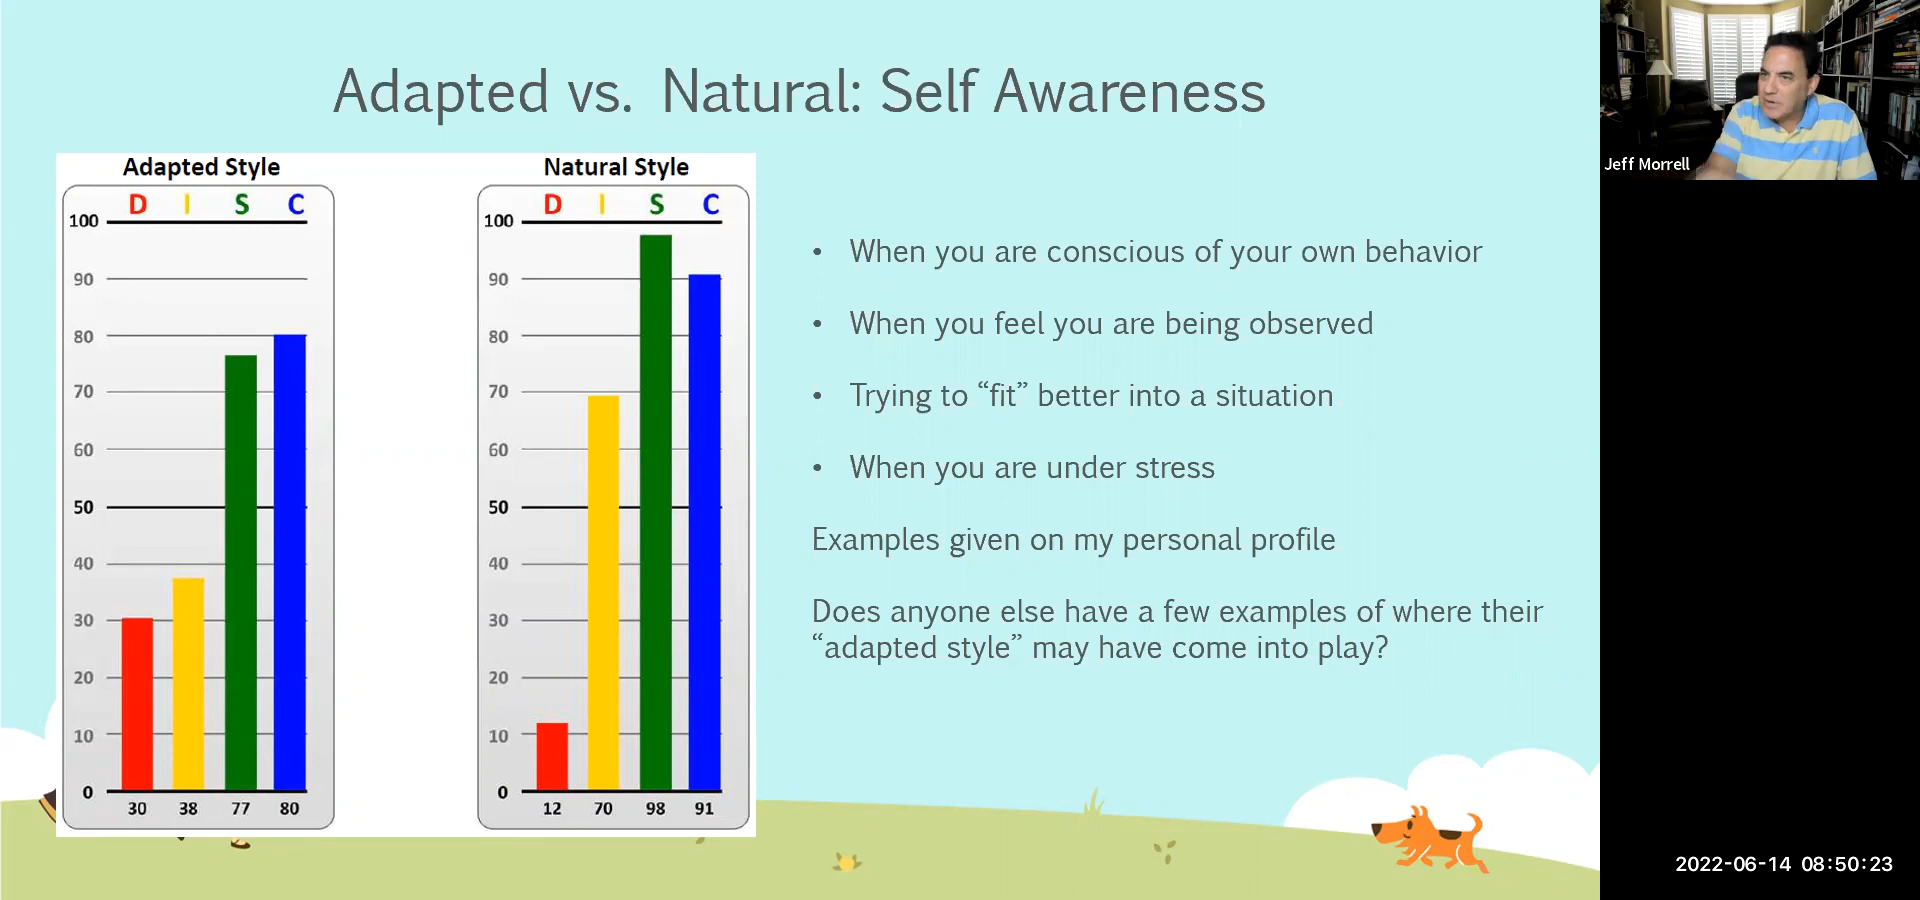 Adapted vs. Natural: Self Awareness
Adapted Style
D I S C
100
90
80
70
60
50
40
30
20
10
0
30 38 77 80
Natural Style
D I S C
100
90
80
70
60
50
40
30
20
10
0
12 70 98 91
• When you are conscious of your own behavior
• When you feel you are being observed
• Trying to “fit” better into a situation
• When you are under stress
Examples given on my personal profile
Does anyone else have a few examples of where their
“adapted style” may have come into play?
Jeff Morrell
2022-06-14 08:50:23